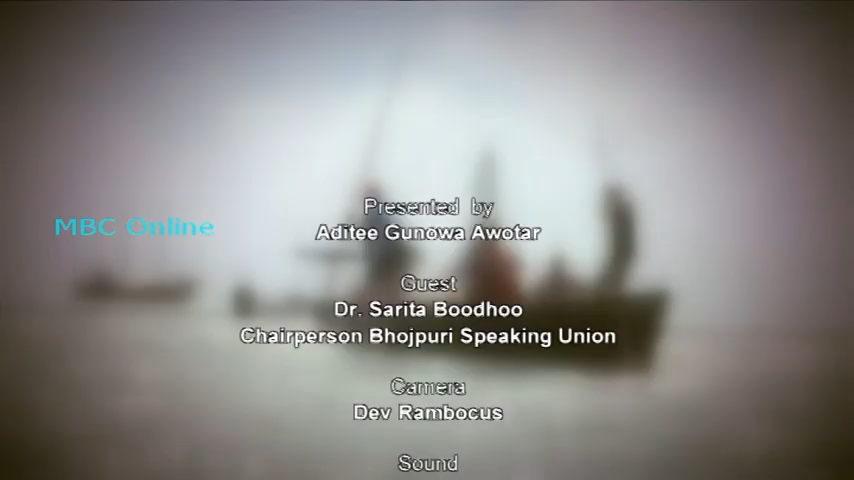 Presented by
Aditee Gunowa Awotar
MBC Online
Guest
Dr. Sarita Boodhoo
Chairperson Bhojpuri Speaking Union
Camera
Dev Rambocus
Sound